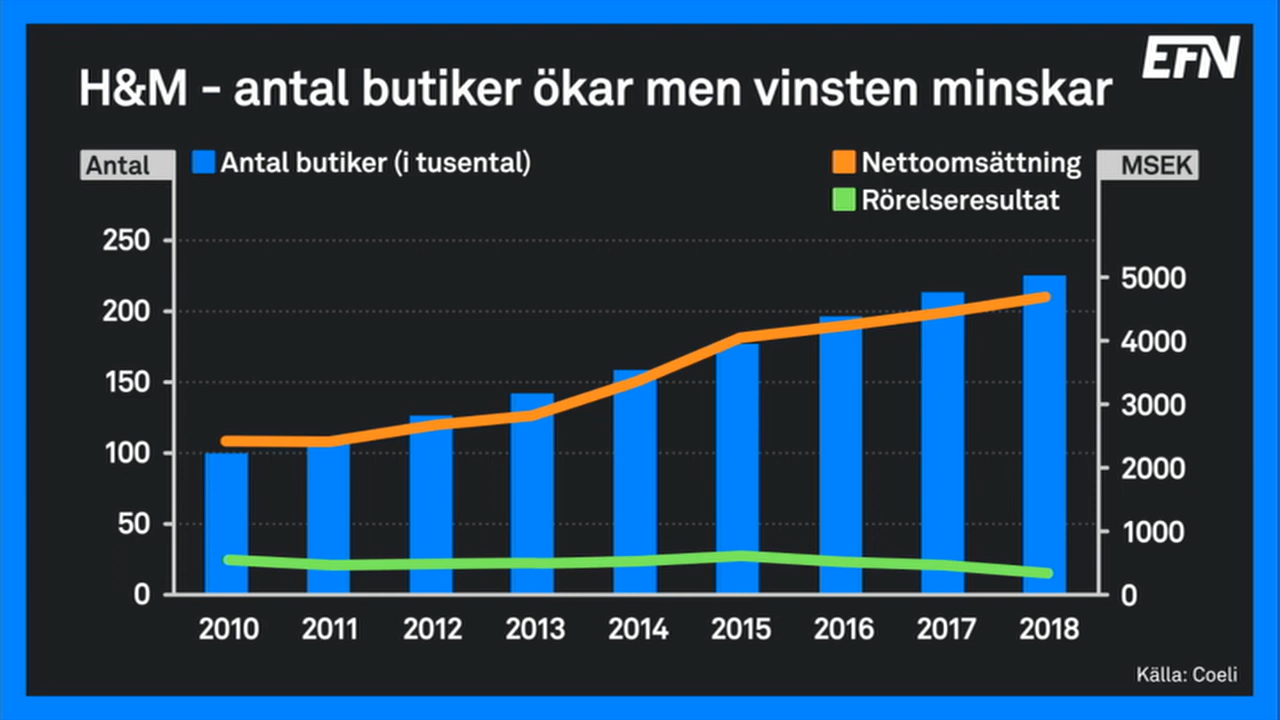 EFN
H&M - antal butiker ökar men vinsten minskar
Antal
Antal butiker (i tusental)
Nettoomsättning
Rörelseresultat
MSEK
250
200
150
100
50
0
5000
4000
3000
2000
1000
0
2010 2011 2012 2013 2014 2015 2016 2017 2018
Källa: Coeli